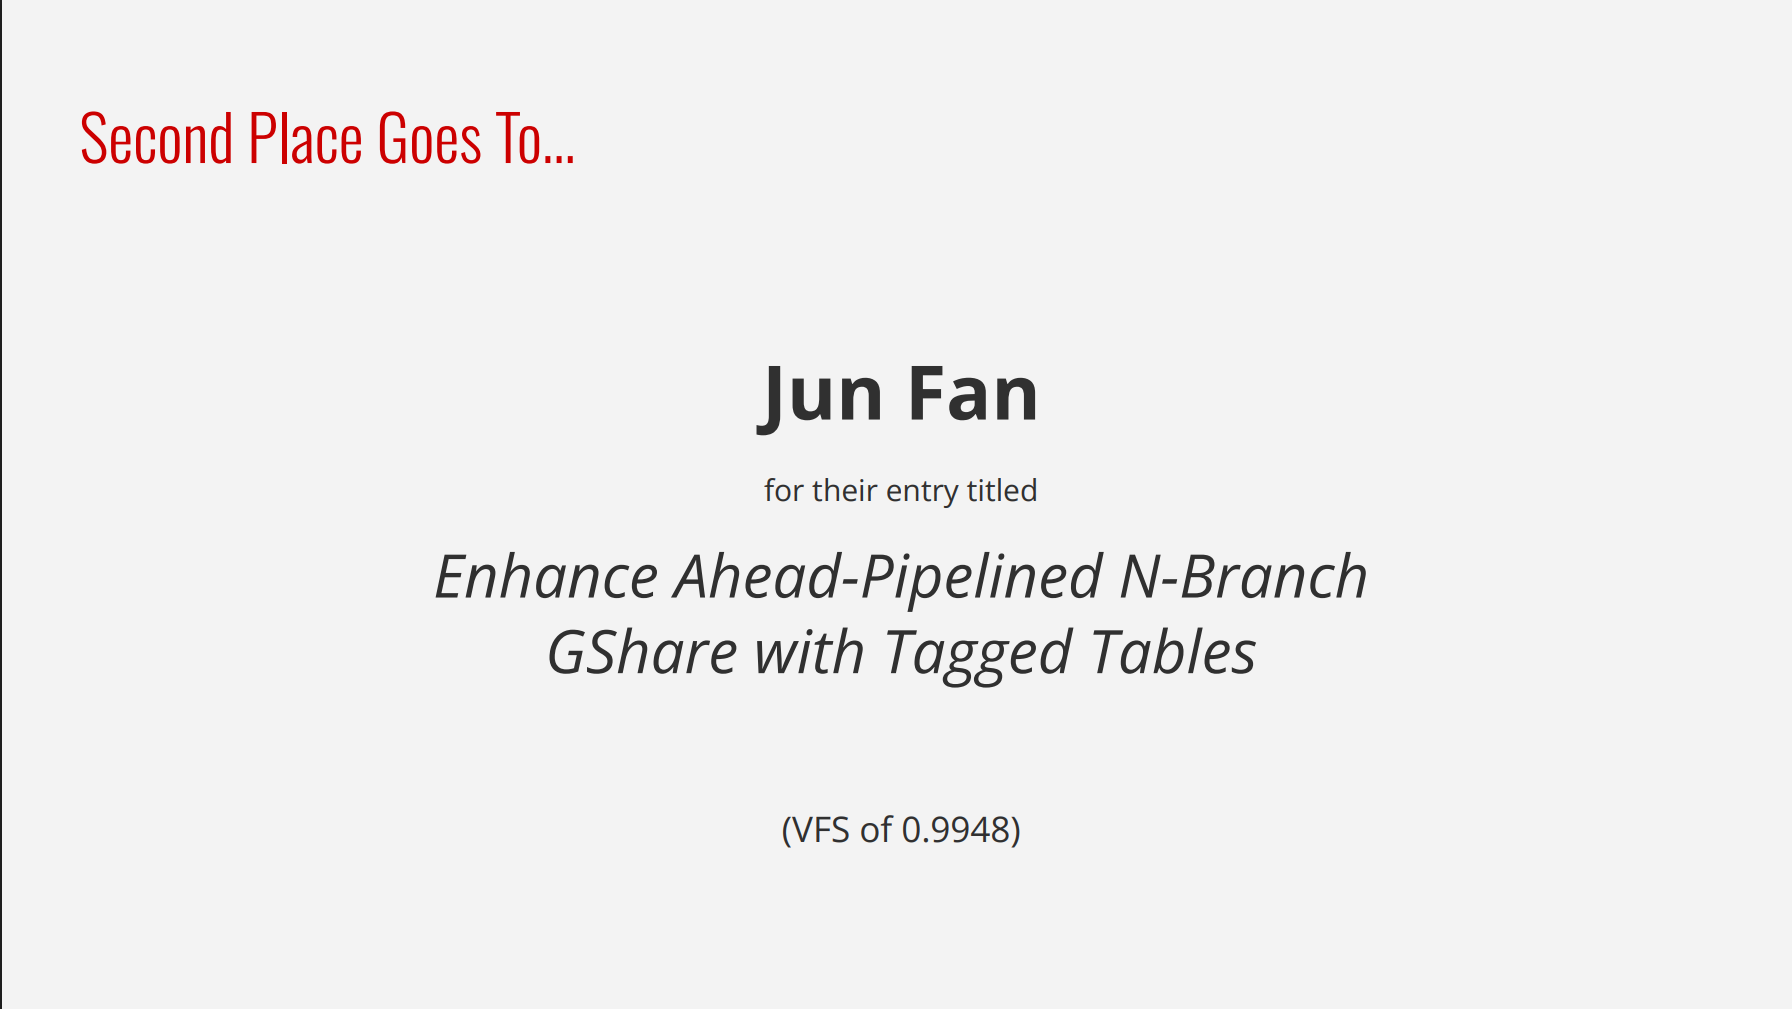 Second Place Goes To...
Jun Fan
for their entry titled
Enhance Ahead-Pipelined N-Branch
GShare with Tagged Tables
(VFS of 0.9948)